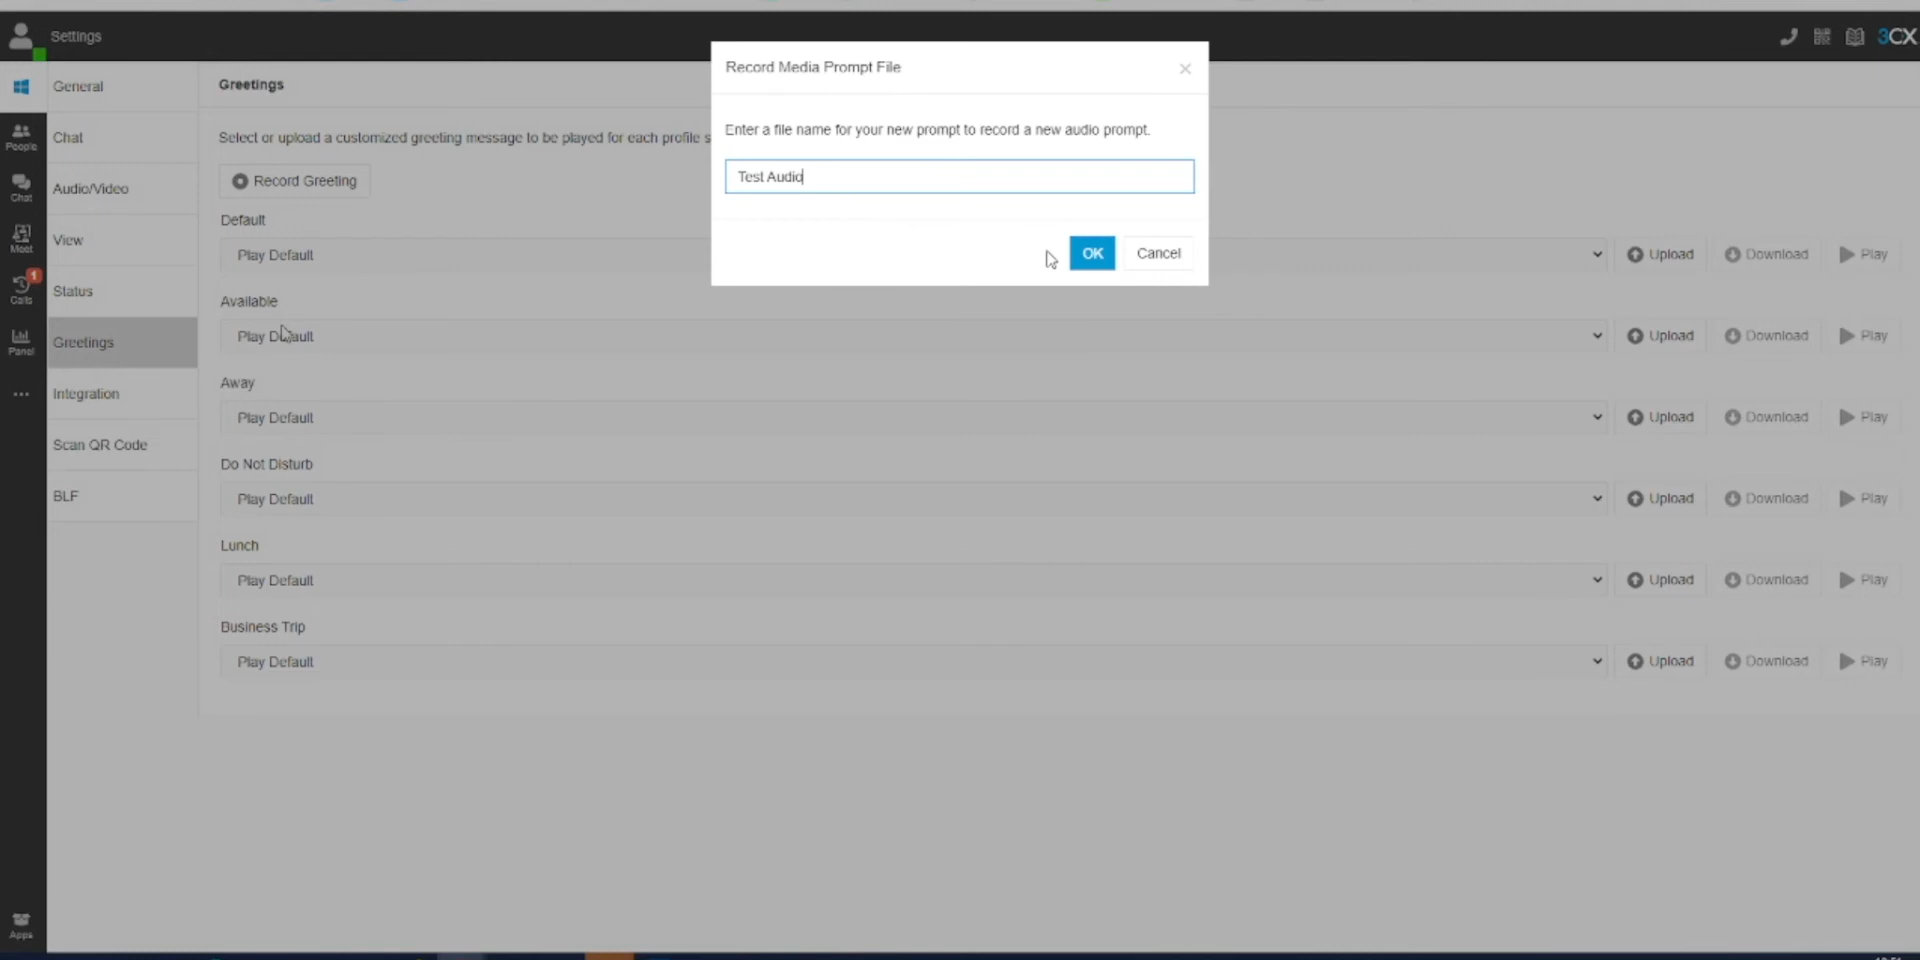 Settings
3CX
People
Chat
Meet
1
Calls
Panel
Apps
General
Chat
Audio/Video
View
Status
Greetings
Integration
Scan QR Code
BLF
Greetings
Select or upload a customized greeting message to be played for each profile s
Record Greeting
Default
Play Default
Upload
Download
Play
Available
Play Default
Upload
Download
Play
Away
Play Default
Upload
Download
Play
Do Not Disturb
Play Default
Upload
Download
Play
Lunch
Play Default
Upload
Download
Play
Business Trip
Play Default
Upload
Download
Play
Record Media Prompt File
Enter a file name for your new prompt to record a new audio prompt.
Test Audio
OK
Cancel